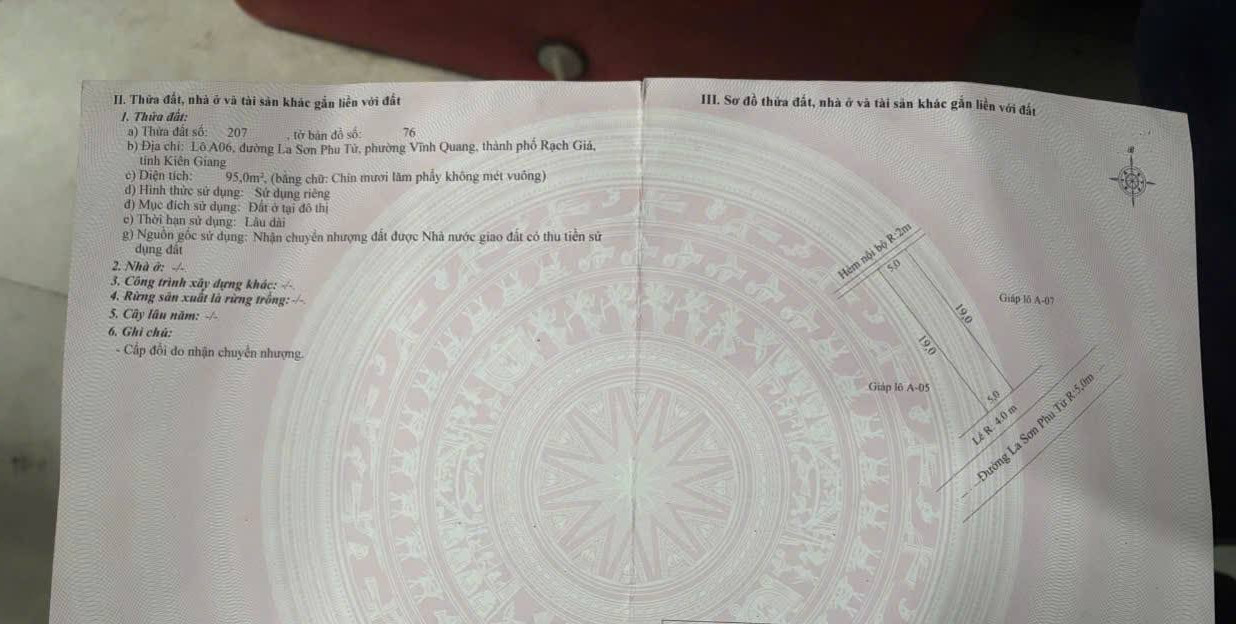 II. Thửa đất, nhà ở và tài sản khác gắn liền với đất
1. Thửa đất:
a) Thửa đất số: 207 , tờ bản đồ số: 76
b) Địa chỉ: Lô A06, đường La Sơn Phu Tử, phường Vĩnh Quang, thành phố Rạch Giá,
tỉnh Kiên Giang
c) Diện tích: 95,0m², (bằng chữ: Chín mươi lăm phẩy không mét vuông)
d) Hình thức sử dụng: Sử dụng riêng
đ) Mục đích sử dụng: Đất ở tại đô thị
e) Thời hạn sử dụng: Lâu dài
g) Nguồn gốc sử dụng: Nhận chuyển nhượng đất được Nhà nước giao đất có thu tiền sử
dụng đất
2. Nhà ở: -/-
3. Công trình xây dựng khác: -/-.
4. Rừng sản xuất là rừng trồng: -/-.
5. Cây lâu năm: -/-
6. Ghi chú:
- Cấp đổi do nhận chuyển nhượng.
III. Sơ đồ thửa đất, nhà ở và tài sản khác gắn liền với đất
Hẻm nội bộ R-2m
5,0
19,0
Giáp lô A-07
19,0
Giáp lô A-05
5,0
Lề R: 4.0 m
Đường La Sơn Phu Tử R:5,0m